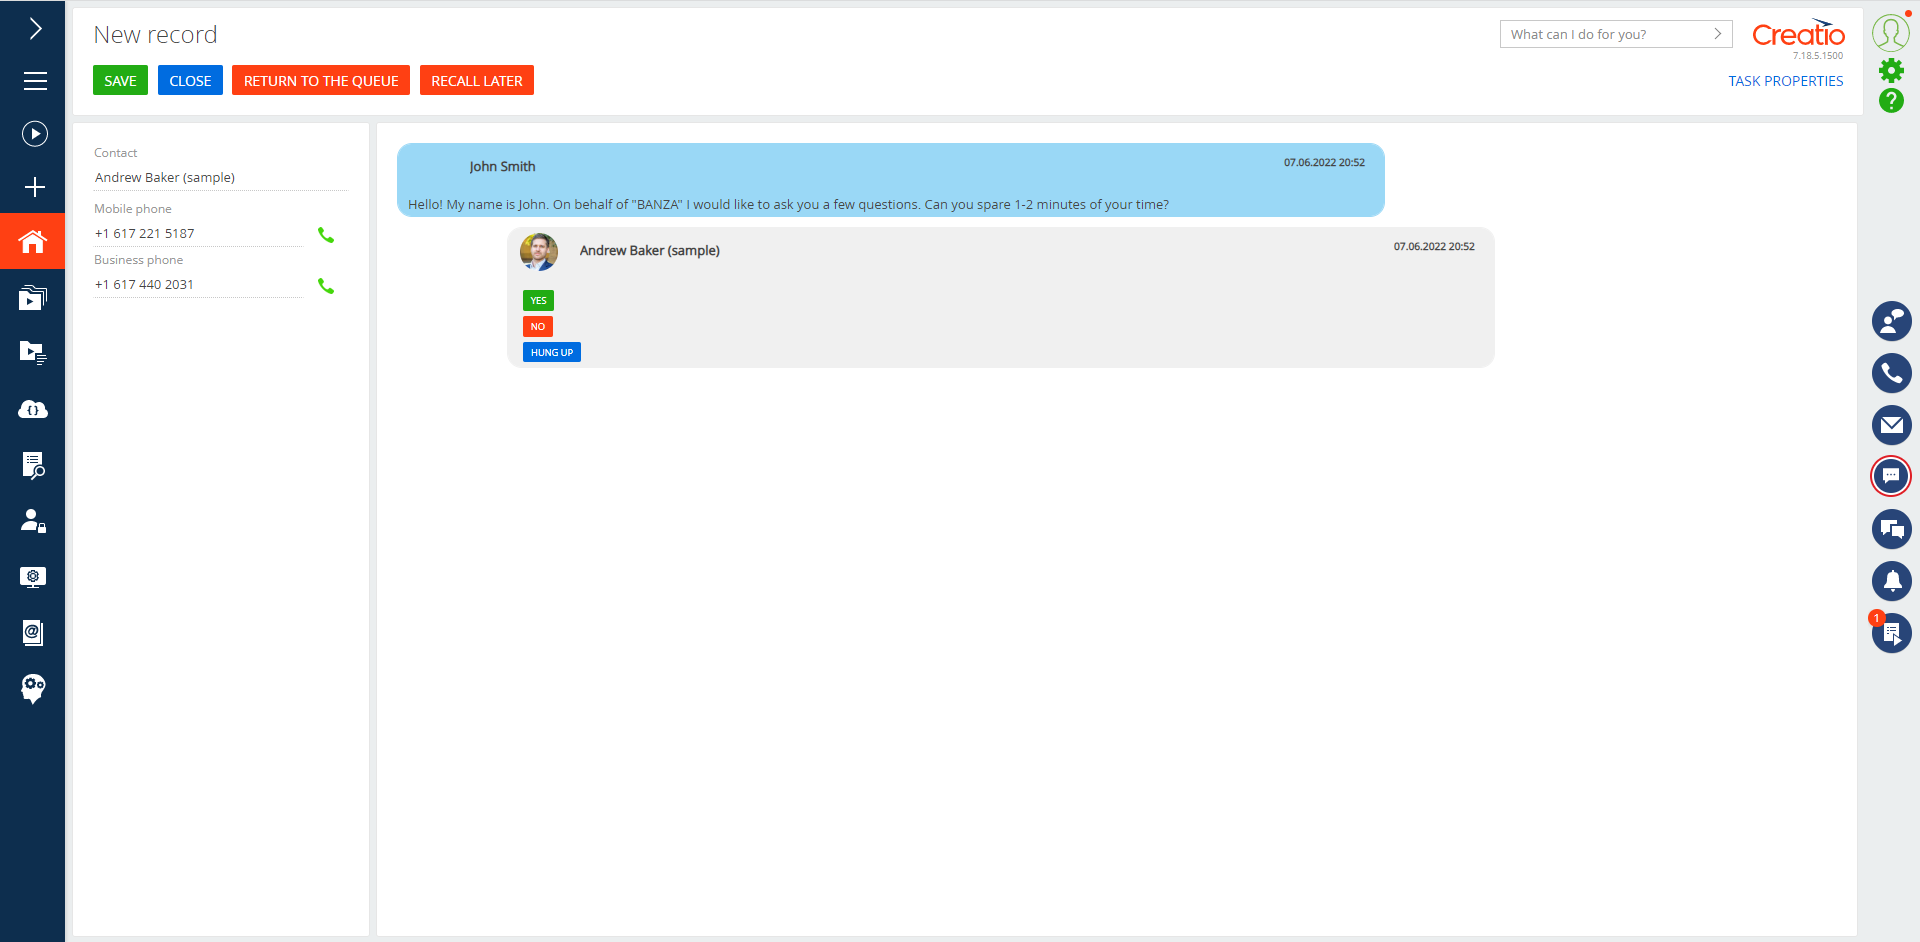 New record
What can I do for you?
Creatio
7.18.5.1500
SAVE
CLOSE
RETURN TO THE QUEUE
RECALL LATER
TASK PROPERTIES
Contact
Andrew Baker (sample)
Mobile phone
+1 617 221 5187
Business phone
+1 617 440 2031
John Smith
07.06.2022 20:52
Hello! My name is John. On behalf of "BANZA" I would like to ask you a few questions. Can you spare 1-2 minutes of your time?
Andrew Baker (sample)
07.06.2022 20:52
YES
NO
HUNG UP
1